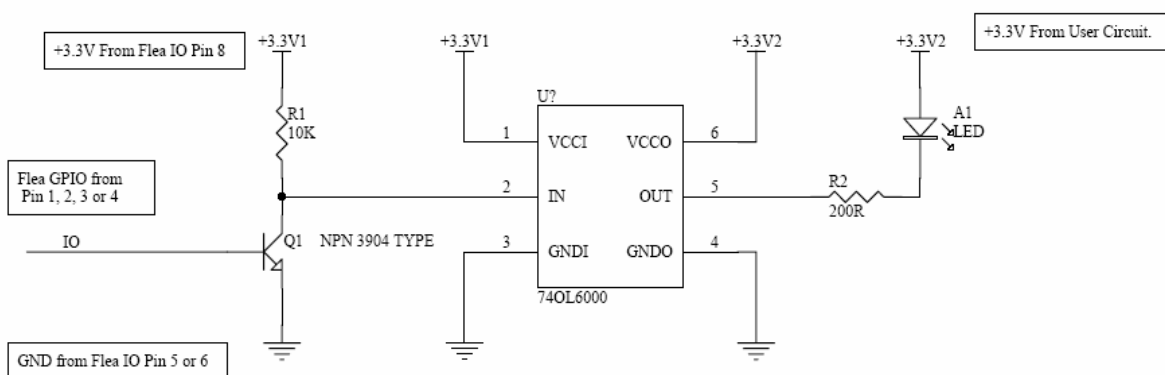 +3.3V From Flea IO Pin 8
+3.3V1
+3.3V1
+3.3V2
+3.3V2
+3.3V From User Circuit.
R1
10K
U?
1
VCCI
VCCO
6
A1
LED
Flea GPIO from
Pin 1, 2, 3 or 4
2
IN
OUT
5
R2
200R
IO
Q1
NPN 3904 TYPE
3
GNDI
GNDO
4
74OL6000
GND from Flea IO Pin 5 or 6